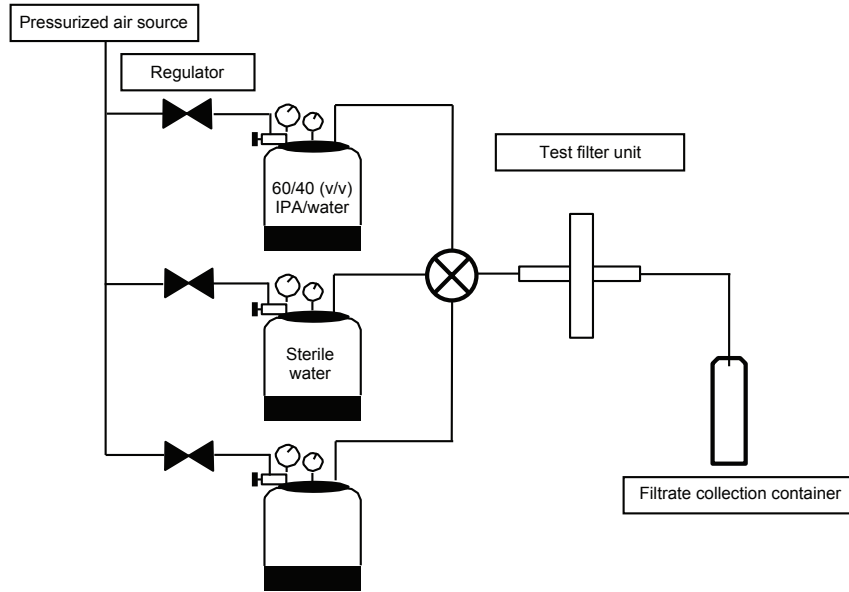 Pressurized air source
Regulator
60/40 (v/v)
IPA/water
Test filter unit
Sterile
water
Filtrate collection container